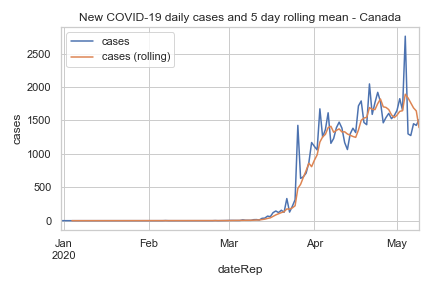 New COVID-19 daily cases and 5 day rolling mean - Canada
cases
cases (rolling)
2500
2000
1500
1000
500
0
cases
Jan
2020
Feb
Mar
Apr
May
dateRep